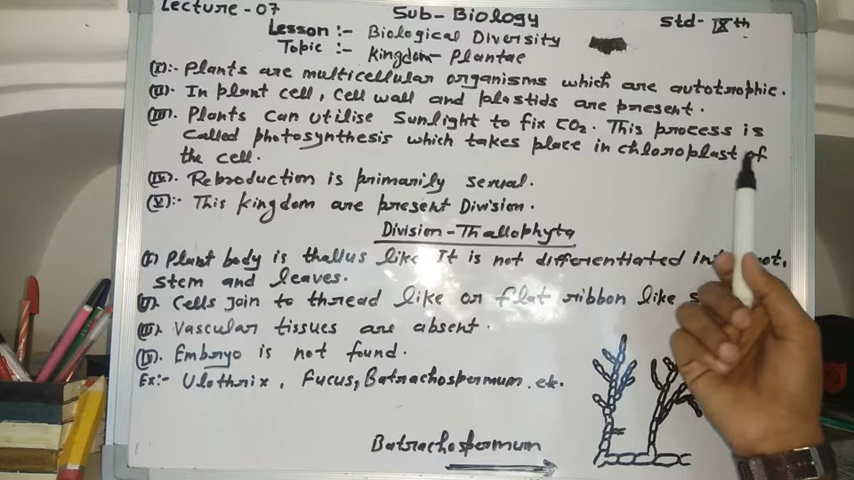 Lecture - 07
Sub - Biology
Std - IXth
Lesson :- Biological Diversity
Topic :- Kingdom - Plantae
(I) :- Plants are multicellular organisms which are autotrophic.
(II) :- In plant cell, cell wall and plastids are present.
(III) :- Plants can utilise Sunlight to fix CO2. This process is
called photosynthesis which takes place in chloroplast of
the cell.
(IV) :- Reproduction is primarily sexual.
(V) :- This kingdom are present Division.
Division - Thallophyta
(I) Plant body is thallus like. It is not differentiated
stem and leaves.
(II) Cells join to thread like or flat ribbon like
(III) :- Vascular tissues are absent.
(IV) Embryo is not found.
Ex :- Ulothrix, Fucus, Batrachospermum. etc.
Batrachospermum